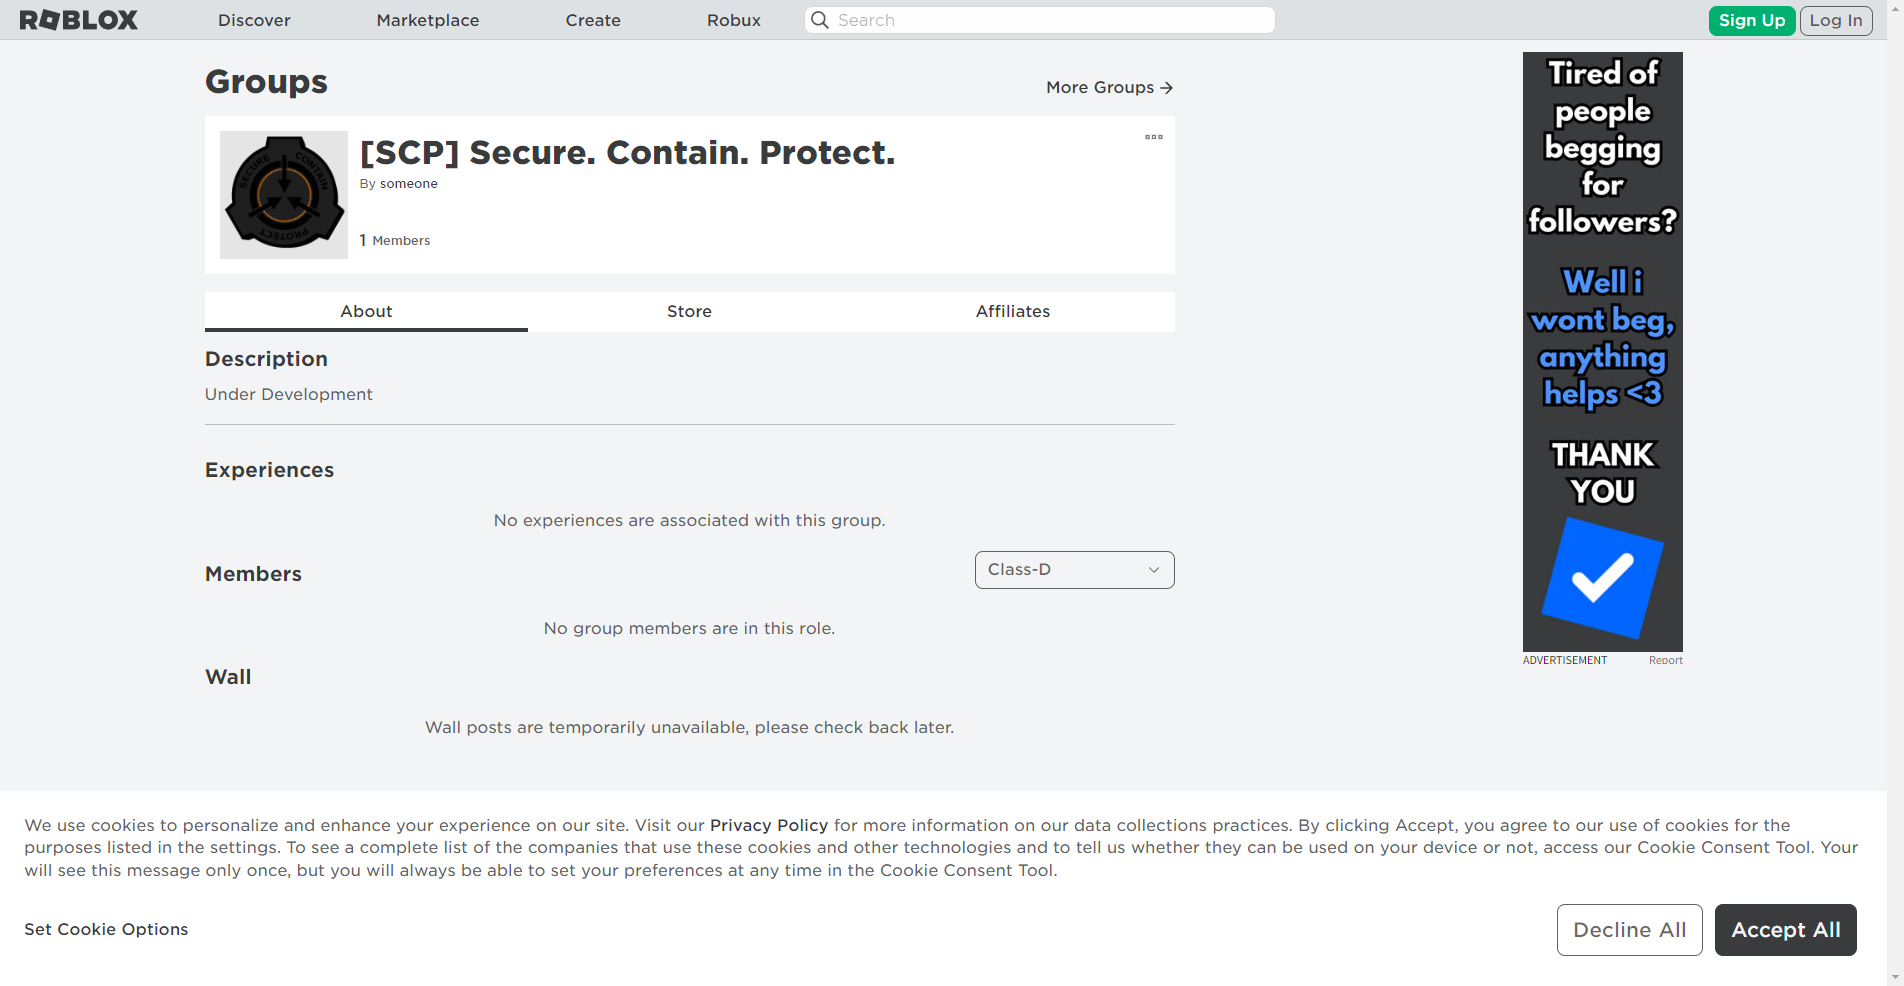 ROBLOX
Discover
Marketplace
Create
Robux
Search
Sign Up
Log In
Groups
More Groups
SECURE
CONTAIN
PROTECT
[SCP] Secure. Contain. Protect.
By someone
1 Members
About
Store
Affiliates
Description
Under Development
Experiences
No experiences are associated with this group.
Members
Class-D
No group members are in this role.
Wall
Wall posts are temporarily unavailable, please check back later.
Tired of
people
begging
for
followers?
Well i
wont beg,
anything
helps <3
THANK
YOU
ADVERTISEMENT
Report
We use cookies to personalize and enhance your experience on our site. Visit our Privacy Policy for more information on our data collections practices. By clicking Accept, you agree to our use of cookies for the
purposes listed in the settings. To see a complete list of the companies that use these cookies and other technologies and to tell us whether they can be used on your device or not, access our Cookie Consent Tool. Your
will see this message only once, but you will always be able to set your preferences at any time in the Cookie Consent Tool.
Set Cookie Options
Decline All
Accept All